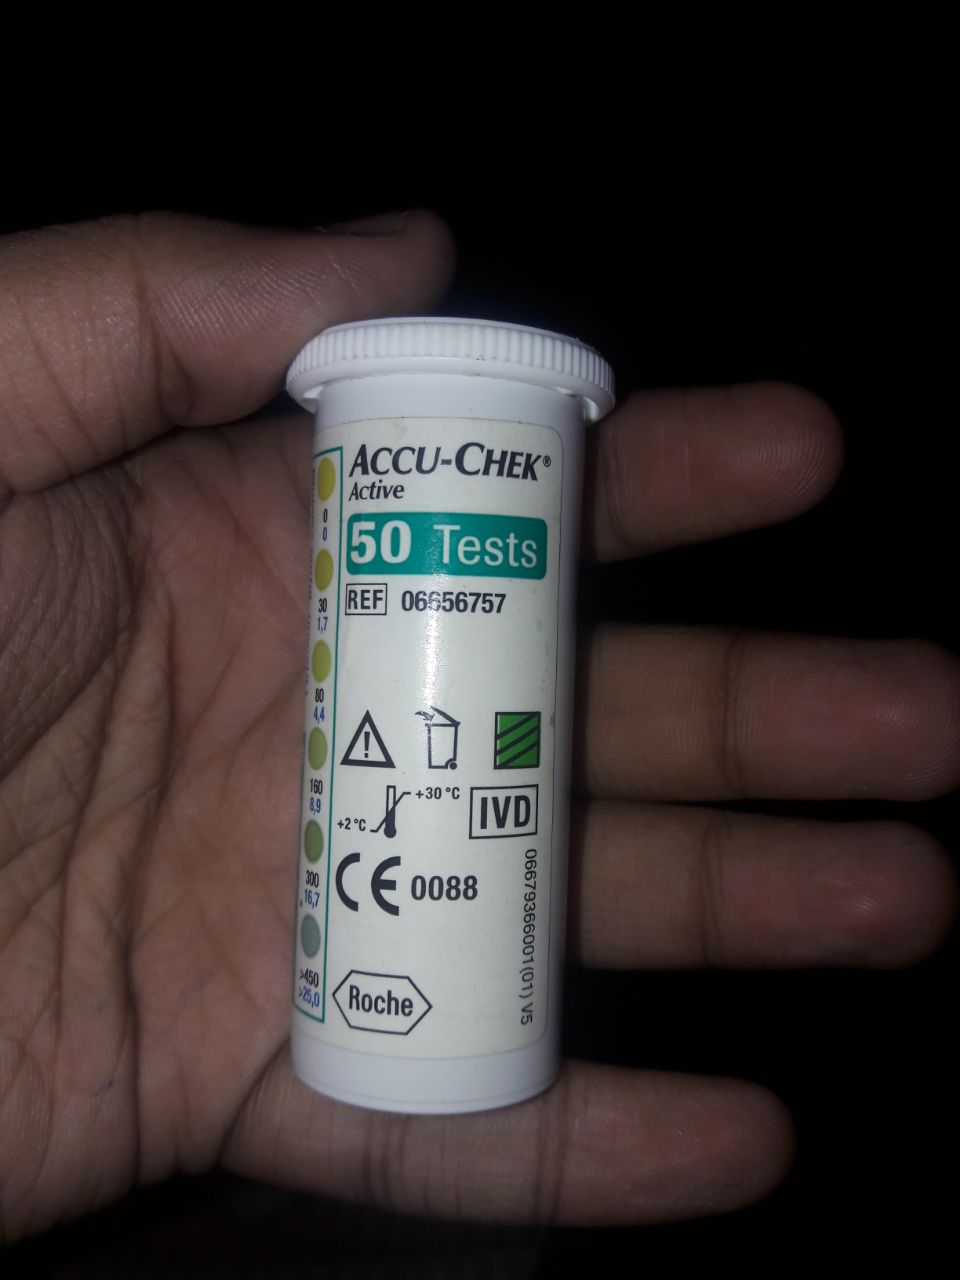 ACCU-CHEK®
Active
50 Tests
REF 06656757
+30 °C
+2 °C
IVD
CE 0088
06679366001(01) V5
Roche
0
0
30
1,7
80
4,4
160
8,9
300
16,7
>450
>25,0